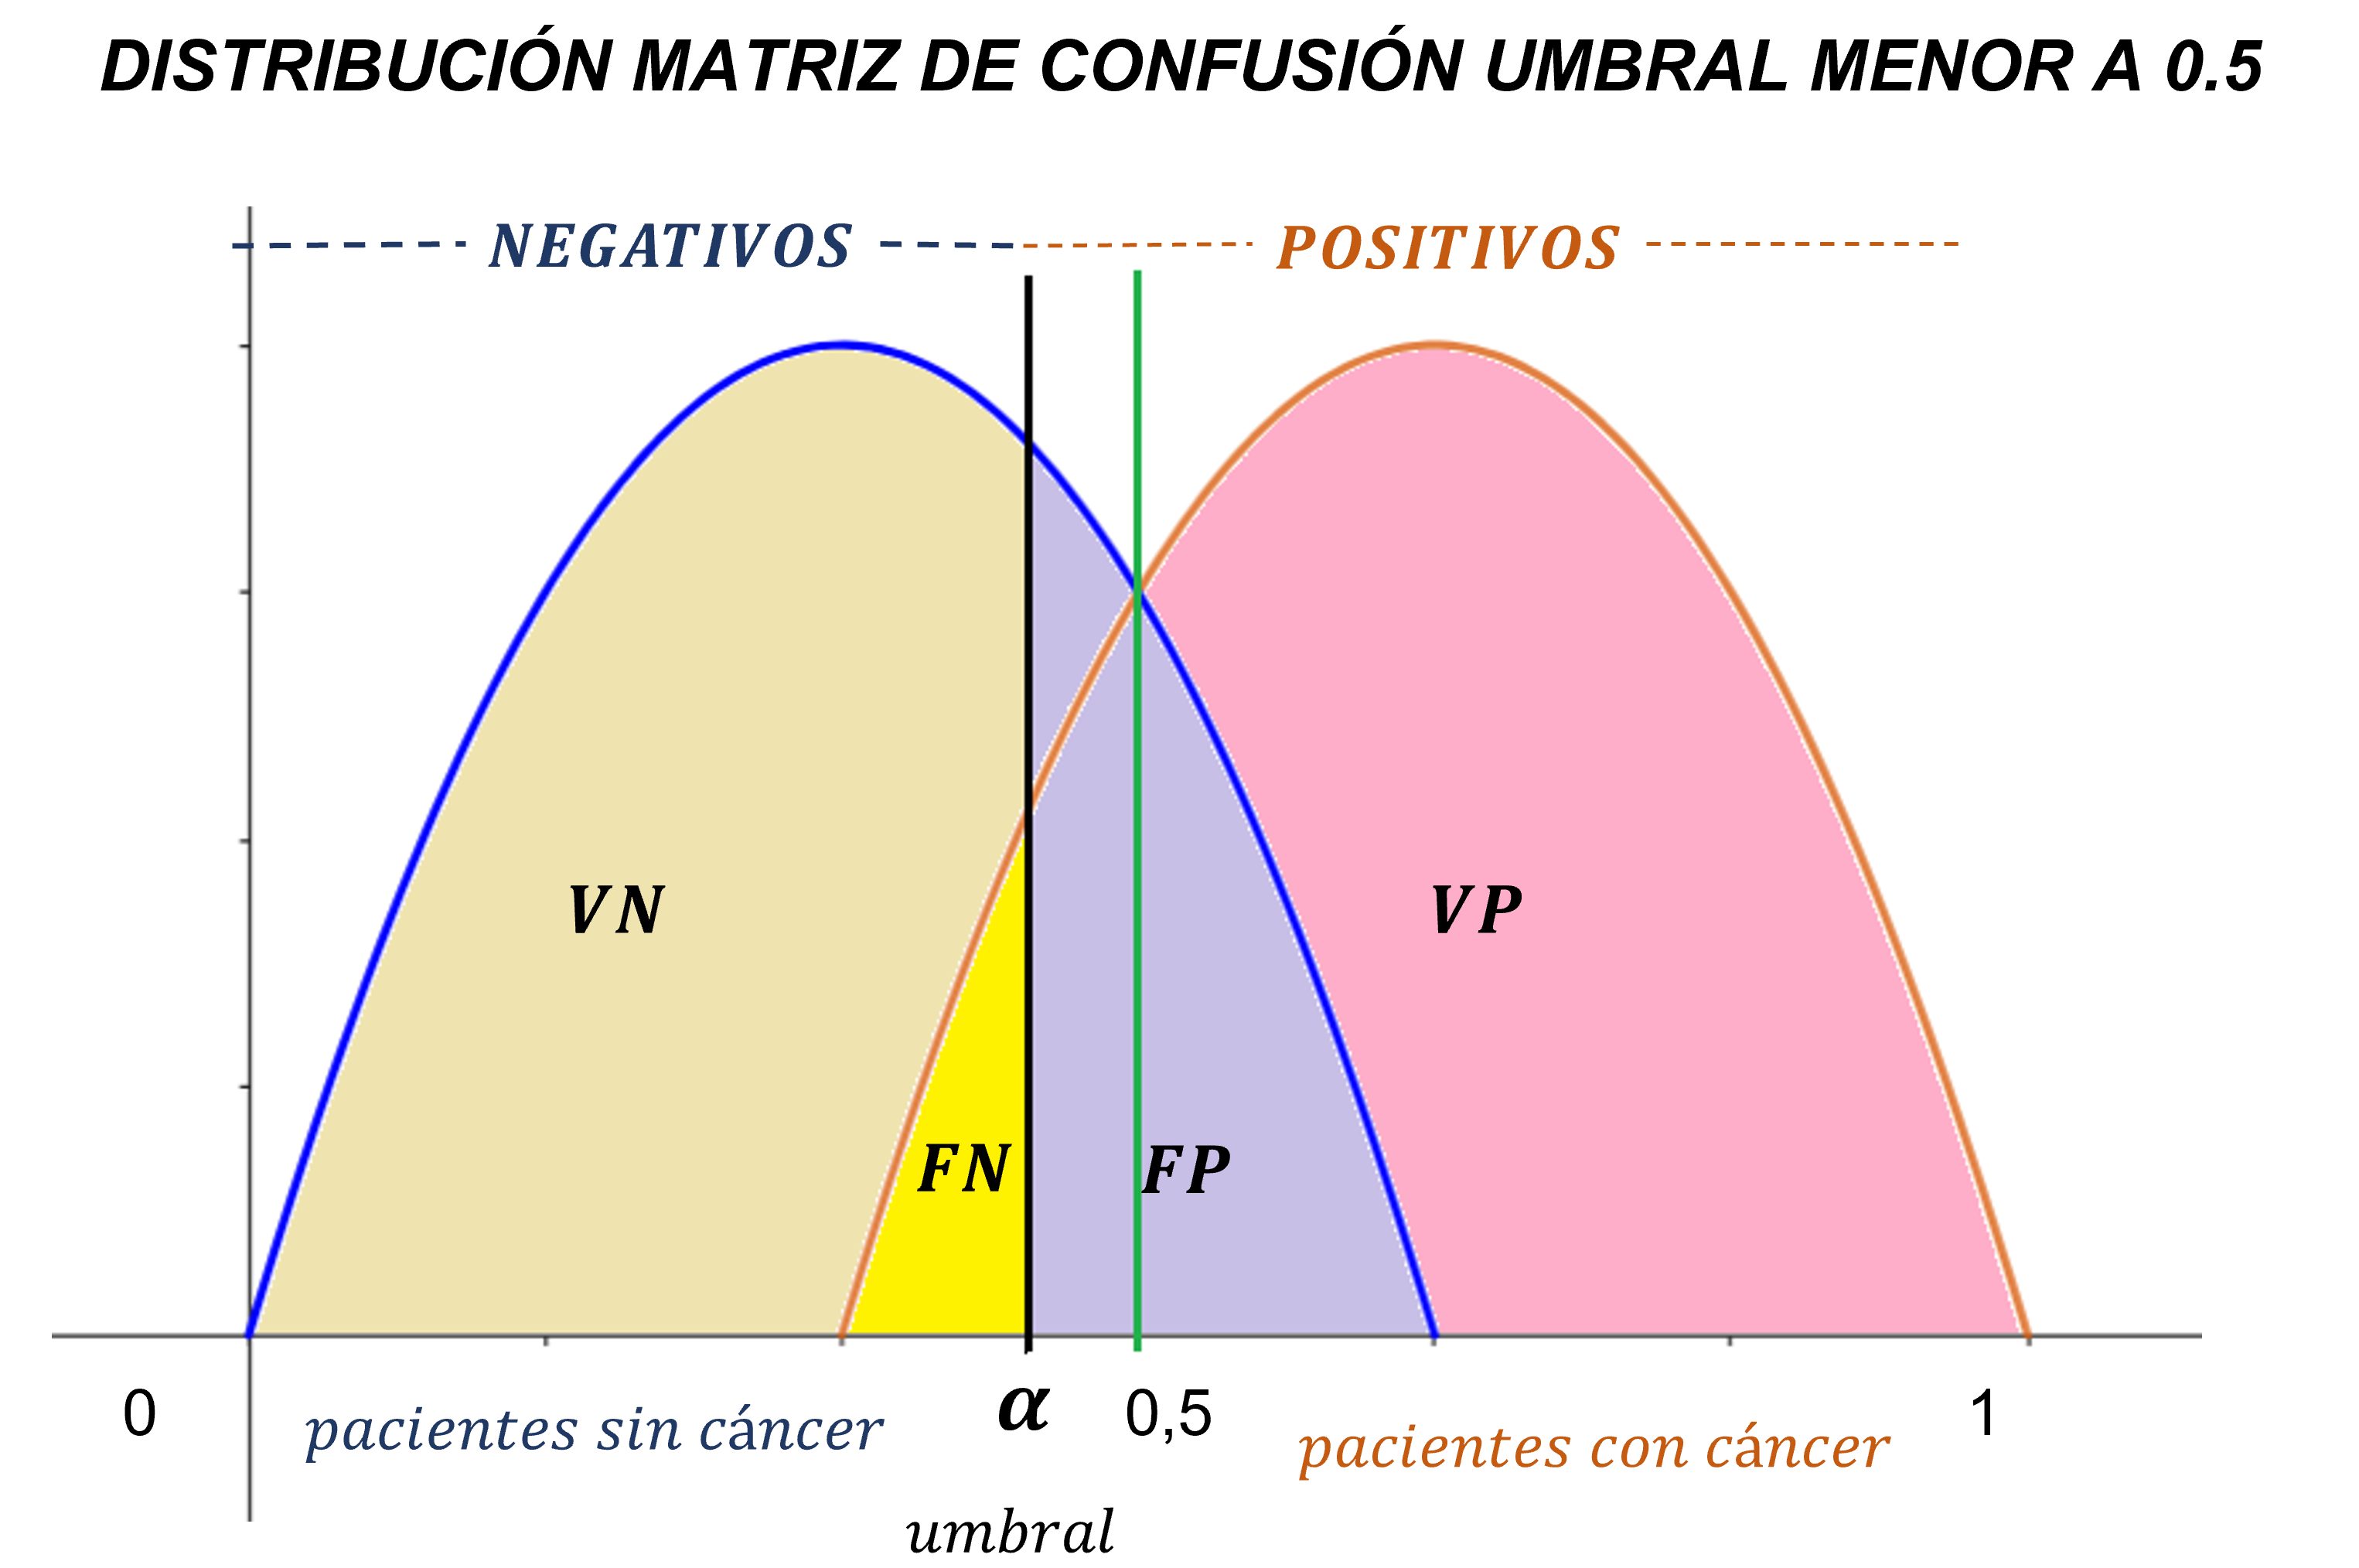 DISTRIBUCIÓN MATRIZ DE CONFUSIÓN UMBRAL MENOR A 0.5
NEGATIVOS POSITIVOS
VN VP
FN FP
0 pacientes sin cáncer α 0,5 pacientes con cáncer 1
umbral